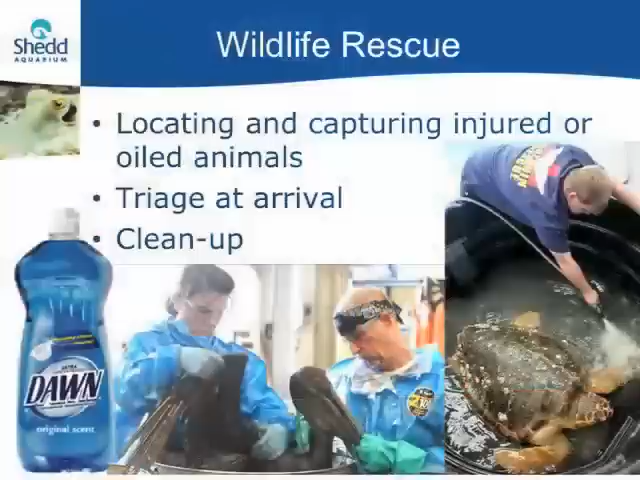 Shedd
AQUARIUM
Wildlife Rescue
• Locating and capturing injured or
oiled animals
• Triage at arrival
• Clean-up
ULTRA
DAWN
original scent